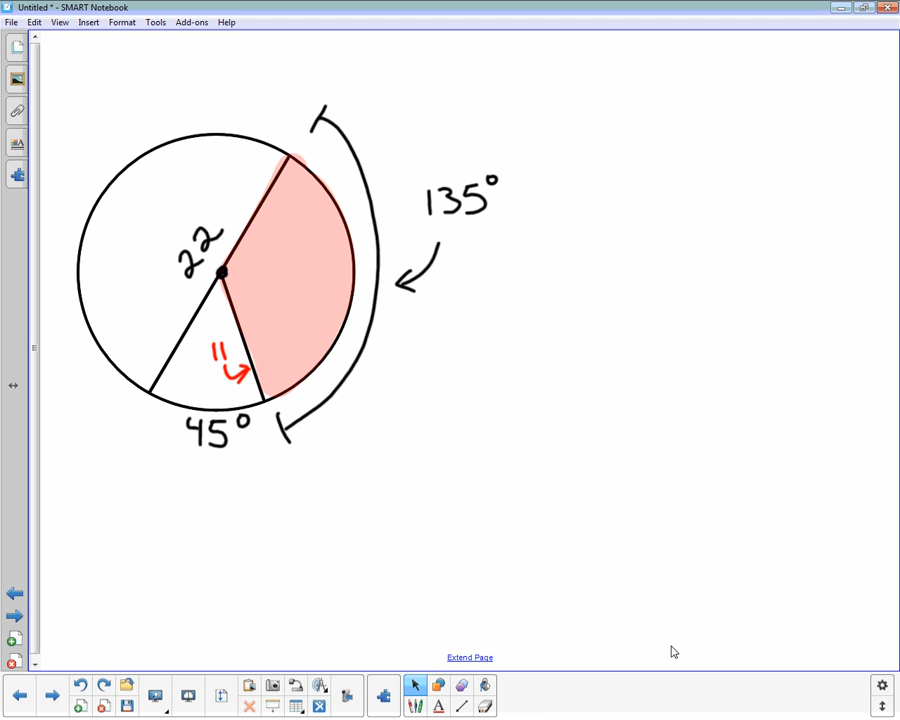 Untitled * - SMART Notebook
File Edit View Insert Format Tools Add-ons Help
135°
22
11
45°
Extend Page